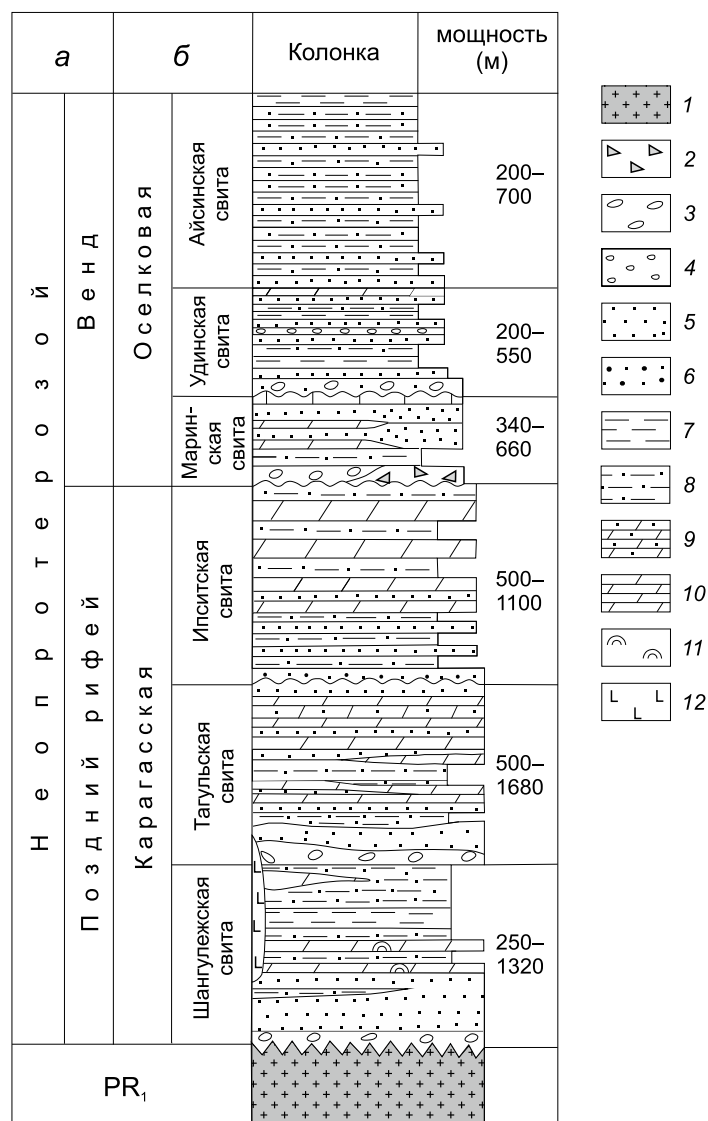 а
б
Колонка
мощность
(м)
Неопротерозой
Венд
Поздний рифей
Оселковая
Карагасская
Айсинская
свита
200–
700
Удинская
свита
200–
550
Марин-
ская
свита
340–
660
Ипситская
свита
500–
1100
Тагульская
свита
500–
1680
Шангулежская
свита
250–
1320
PR₁
L
L
L
L
1
2
3
4
5
6
7
8
9
10
11
L L
L
12